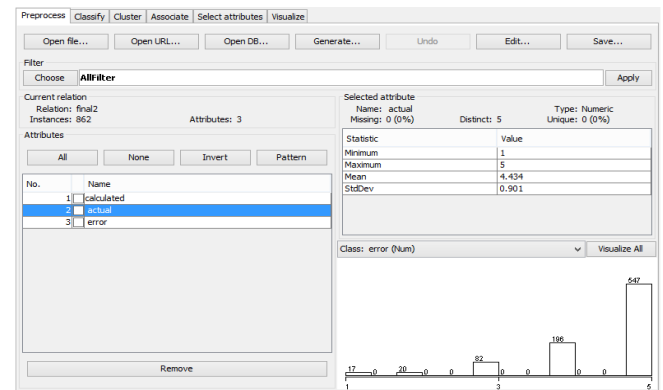 Preprocess Classify Cluster Associate Select attributes Visualize
Open file... Open URL... Open DB... Generate... Undo Edit... Save...
Filter
Choose AllFilter Apply
Current relation
Relation: final2
Instances: 862 Attributes: 3
Attributes
All None Invert Pattern
No. Name
1 calculated
2 actual
3 error
Remove
Selected attribute
Name: actual Type: Numeric
Missing: 0 (0%) Distinct: 5 Unique: 0 (0%)
Statistic Value
Minimum 1
Maximum 5
Mean 4.434
StdDev 0.901
Class: error (Num) Visualize All
547
196
82
17 0 20 0 0 0 0 0 0
1 3 5